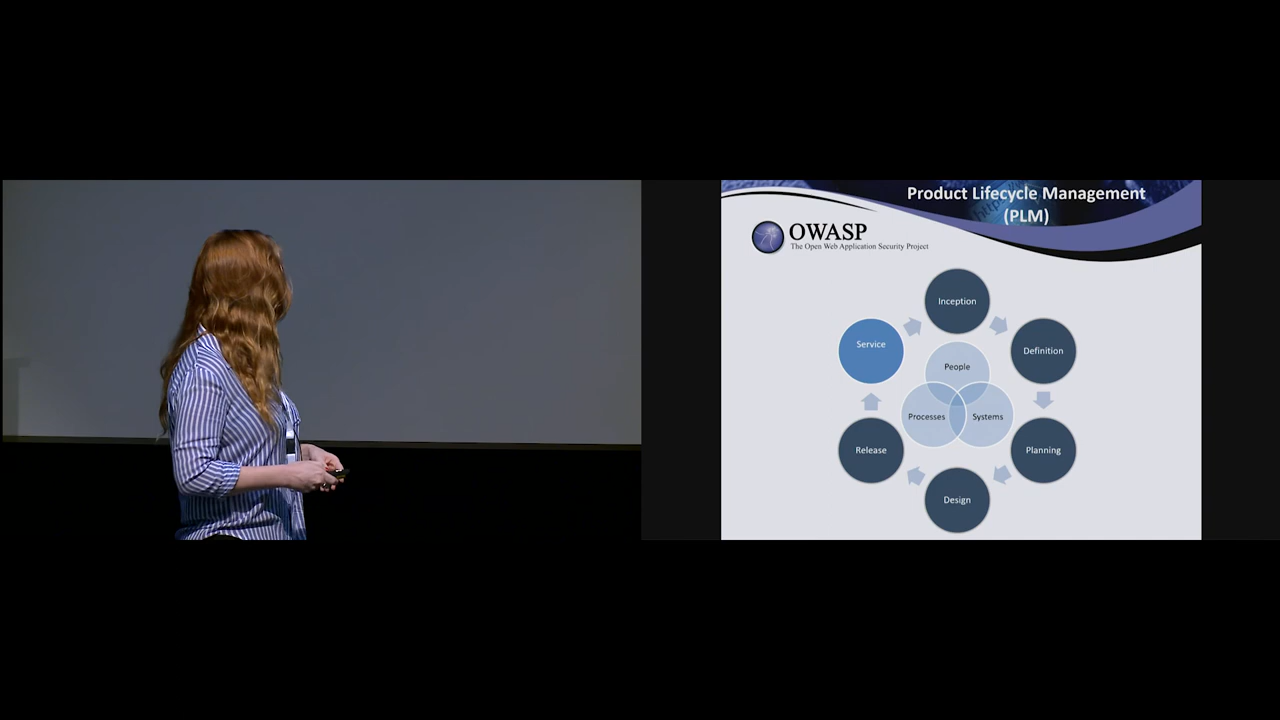 Product Lifecycle Management
(PLM)
OWASP
The Open Web Application Security Project
Inception
Service
Definition
People
Processes
Systems
Release
Planning
Design